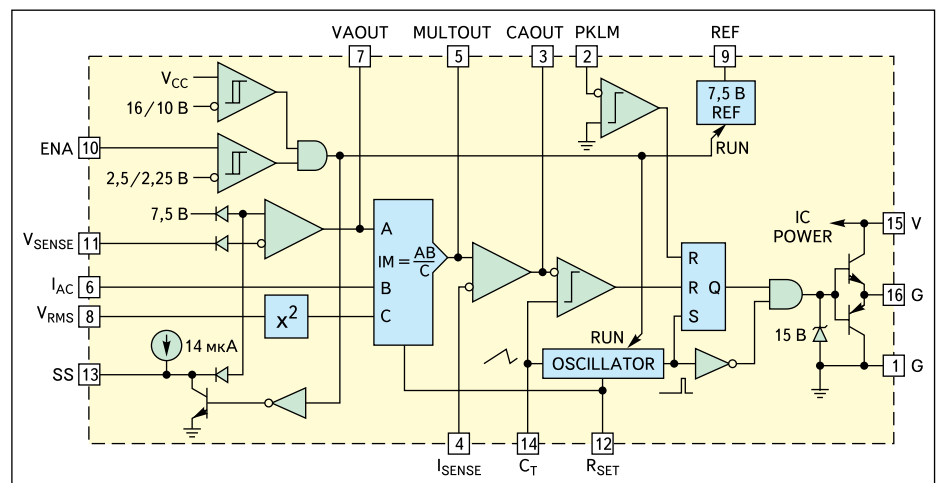 VAOUT MULTOUT CAOUT PKLM REF
7 5 3 2 9
VCC
16/10 В
7,5 В
REF
ENA 10
2,5/2,25 В
RUN
7,5 В
VSENSE 11
A
IM = AB/C
B
C
IAC 6
VRMS 8
X²
R
R Q
S
IC
POWER
15 V
16 G
15 В
1 G
14 мкА
SS 13
RUN
OSCILLATOR
4 14 12
ISENSE CT RSET